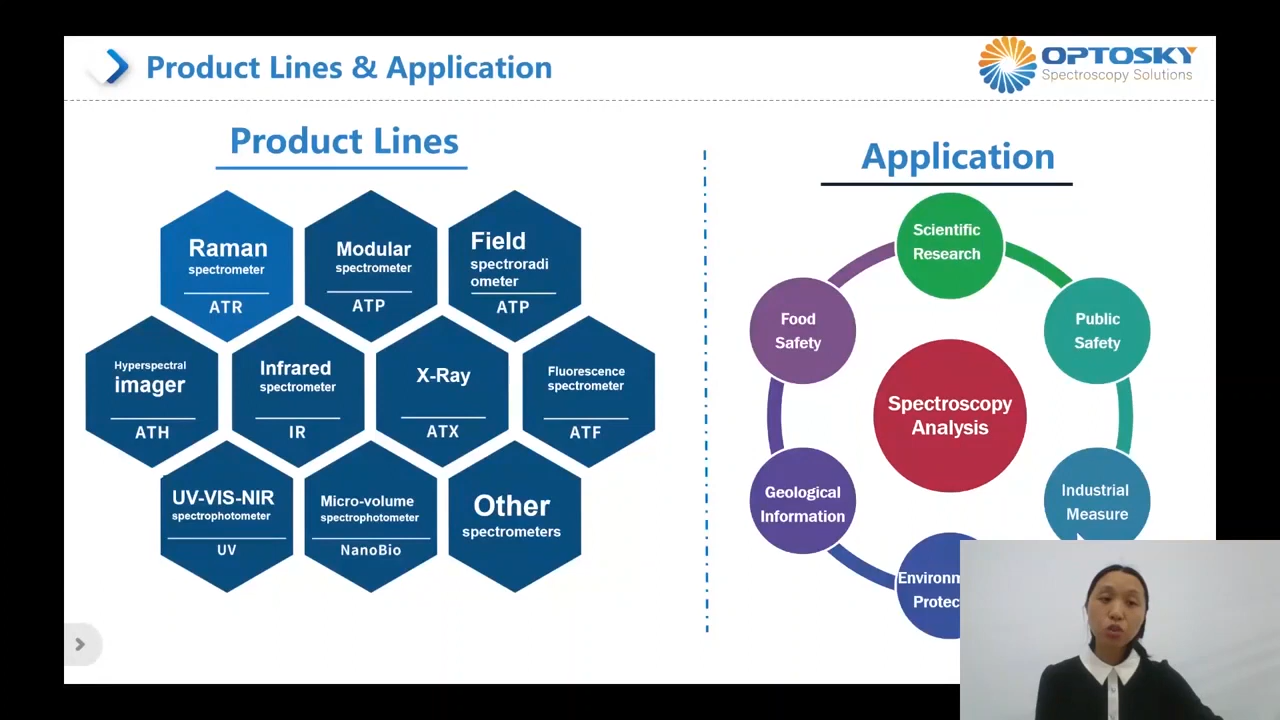 Product Lines & Application
OPTOSKY
Spectroscopy Solutions
Product Lines
Raman
spectrometer
ATR
Modular
spectrometer
ATP
Field
spectroradi
ometer
ATP
Hyperspectral
imager
ATH
Infrared
spectrometer
IR
X-Ray
ATX
Fluorescence
spectrometer
ATF
UV-VIS-NIR
spectrophotometer
UV
Micro-volume
spectrophotometer
NanoBio
Other
spectrometers
Application
Scientific
Research
Food
Safety
Public
Safety
Spectroscopy
Analysis
Geological
Information
Industrial
Measure
Environm
Protec